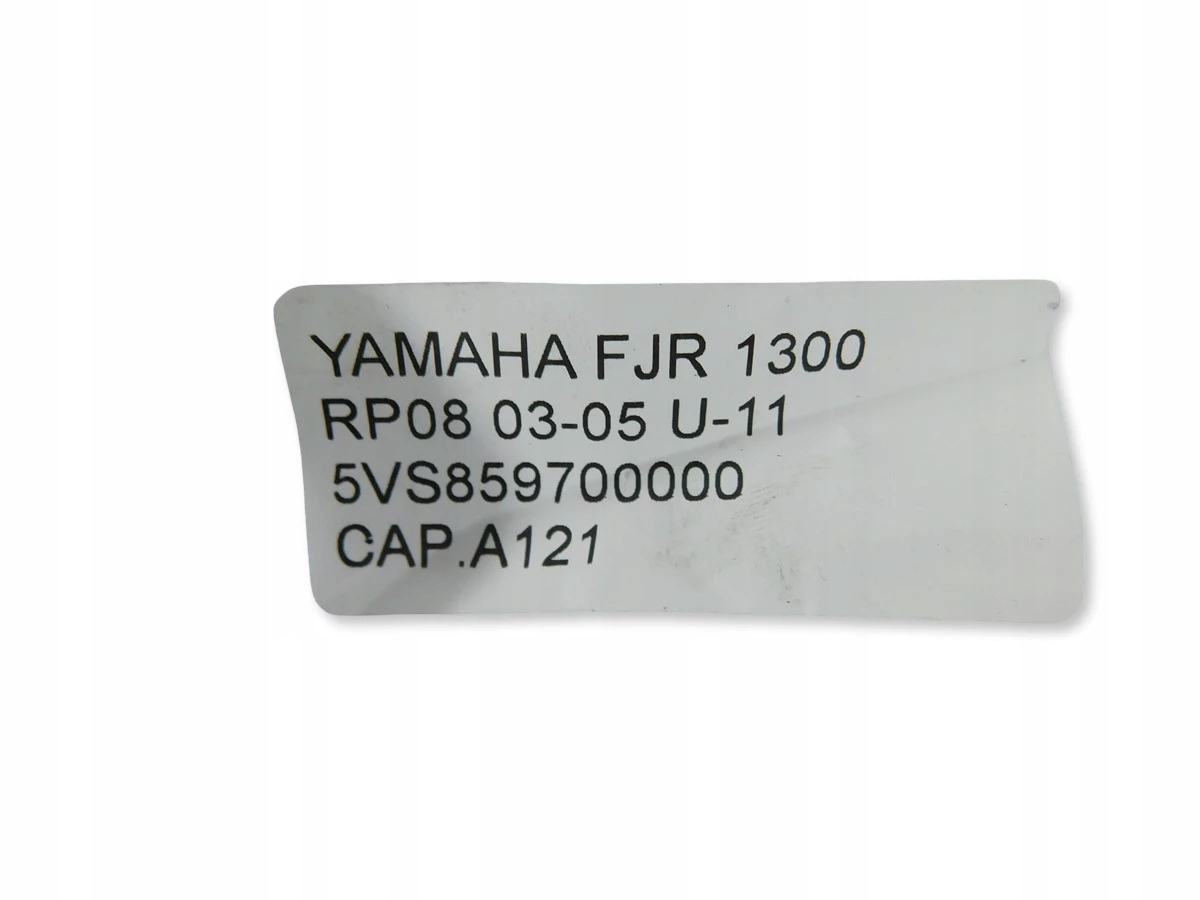 YAMAHA FJR 1300
RP08 03-05 U-11
5VS859700000
CAP.A121